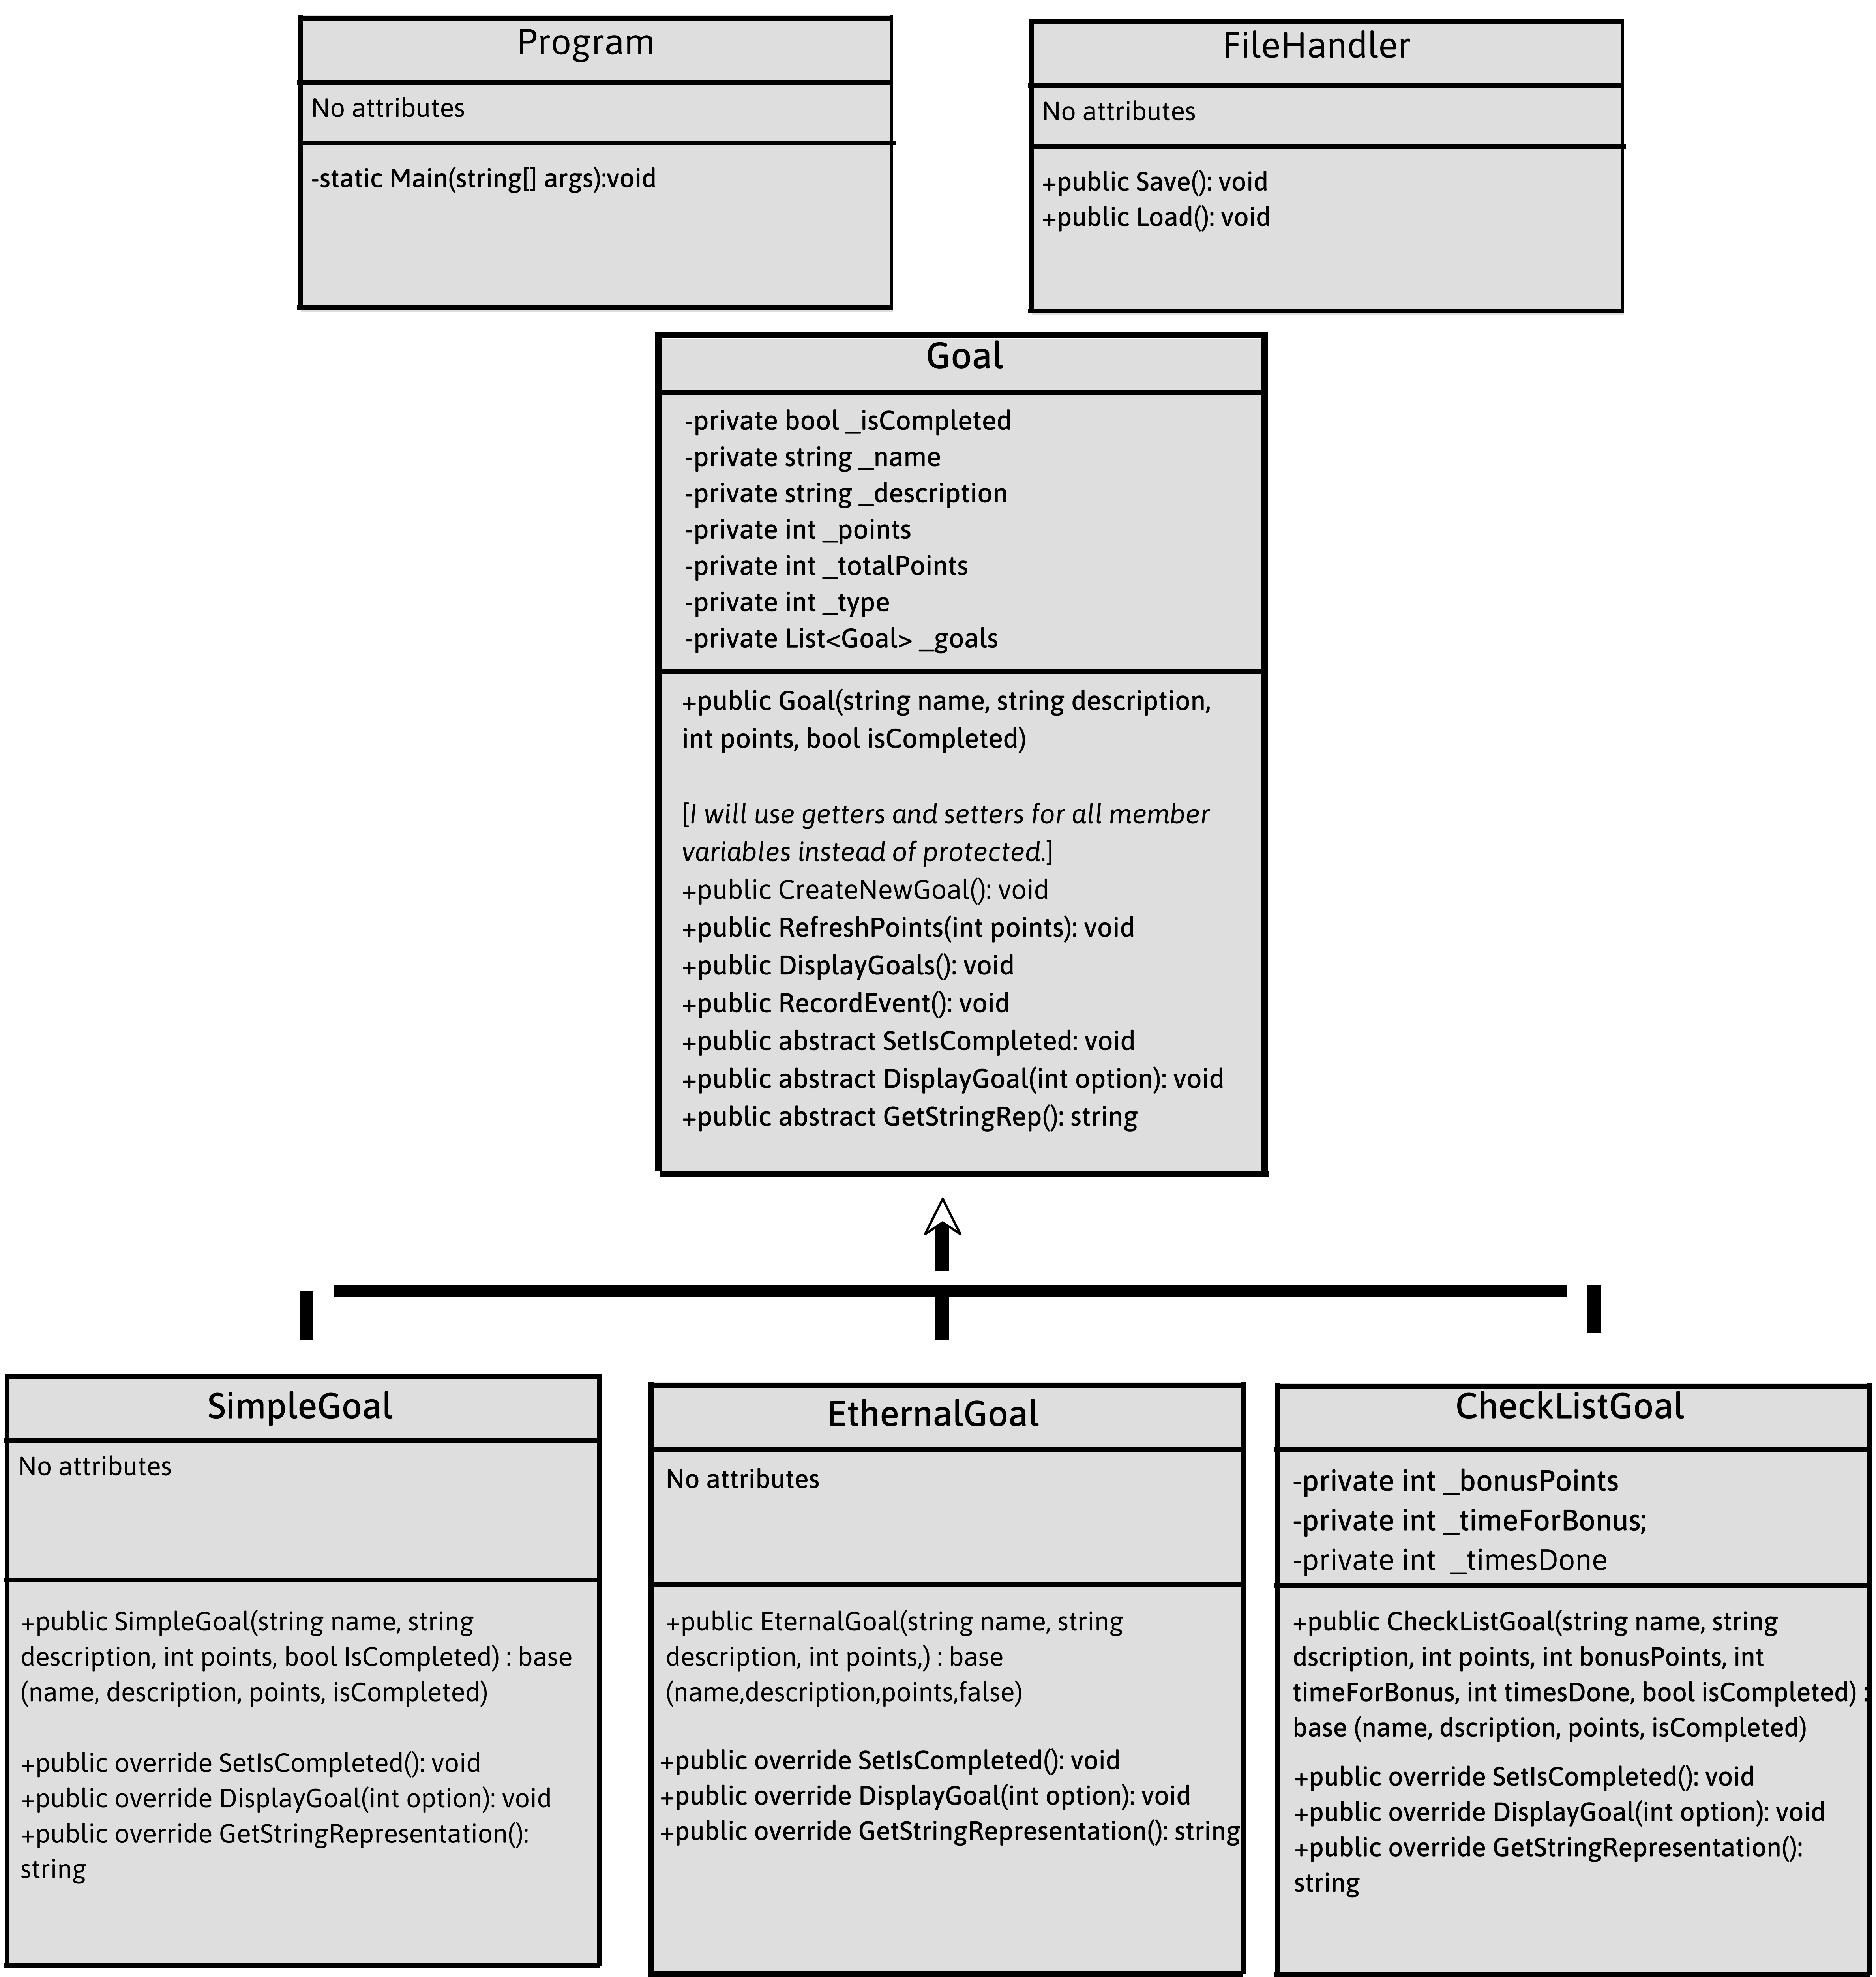 Program
No attributes
-static Main(string[] args):void
FileHandler
No attributes
+public Save(): void
+public Load(): void
Goal
-private bool _isCompleted
-private string _name
-private string _description
-private int _points
-private int _totalPoints
-private int _type
-private List<Goal> _goals
+public Goal(string name, string description,
int points, bool isCompleted)
[I will use getters and setters for all member
variables instead of protected.]
+public CreateNewGoal(): void
+public RefreshPoints(int points): void
+public DisplayGoals(): void
+public RecordEvent(): void
+public abstract SetIsCompleted: void
+public abstract DisplayGoal(int option): void
+public abstract GetStringRep(): string
SimpleGoal
No attributes
+public SimpleGoal(string name, string
description, int points, bool IsCompleted) : base
(name, description, points, isCompleted)
+public override SetIsCompleted(): void
+public override DisplayGoal(int option): void
+public override GetStringRepresentation():
string
EthernalGoal
No attributes
+public EternalGoal(string name, string
description, int points,) : base
(name,description,points,false)
+public override SetIsCompleted(): void
+public override DisplayGoal(int option): void
+public override GetStringRepresentation(): string
CheckListGoal
-private int _bonusPoints
-private int _timeForBonus;
-private int  _timesDone
+public CheckListGoal(string name, string
dscription, int points, int bonusPoints, int
timeForBonus, int timesDone, bool isCompleted) :
base (name, dscription, points, isCompleted)
+public override SetIsCompleted(): void
+public override DisplayGoal(int option): void
+public override GetStringRepresentation():
string